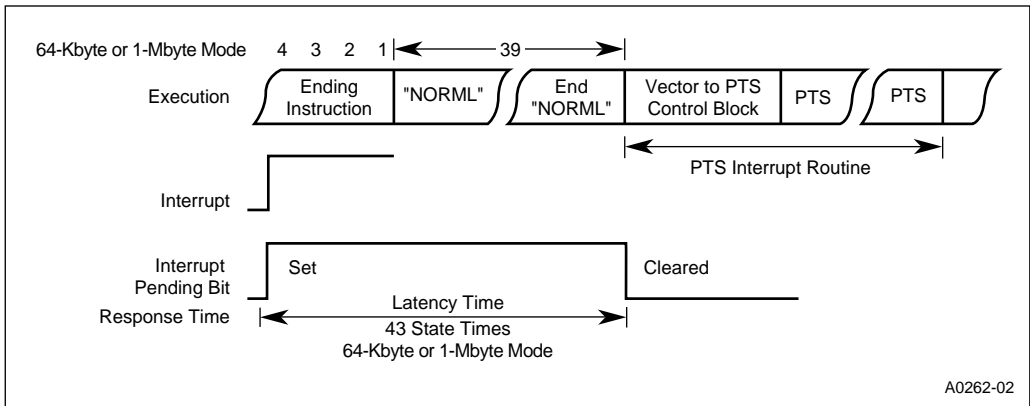 64-Kbyte or 1-Mbyte Mode 4 3 2 1 39
Execution
Ending
Instruction
"NORML"
End
"NORML"
Vector to PTS
Control Block
PTS
PTS
PTS Interrupt Routine
Interrupt
Interrupt
Pending Bit
Set
Cleared
Response Time
Latency Time
43 State Times
64-Kbyte or 1-Mbyte Mode
A0262-02